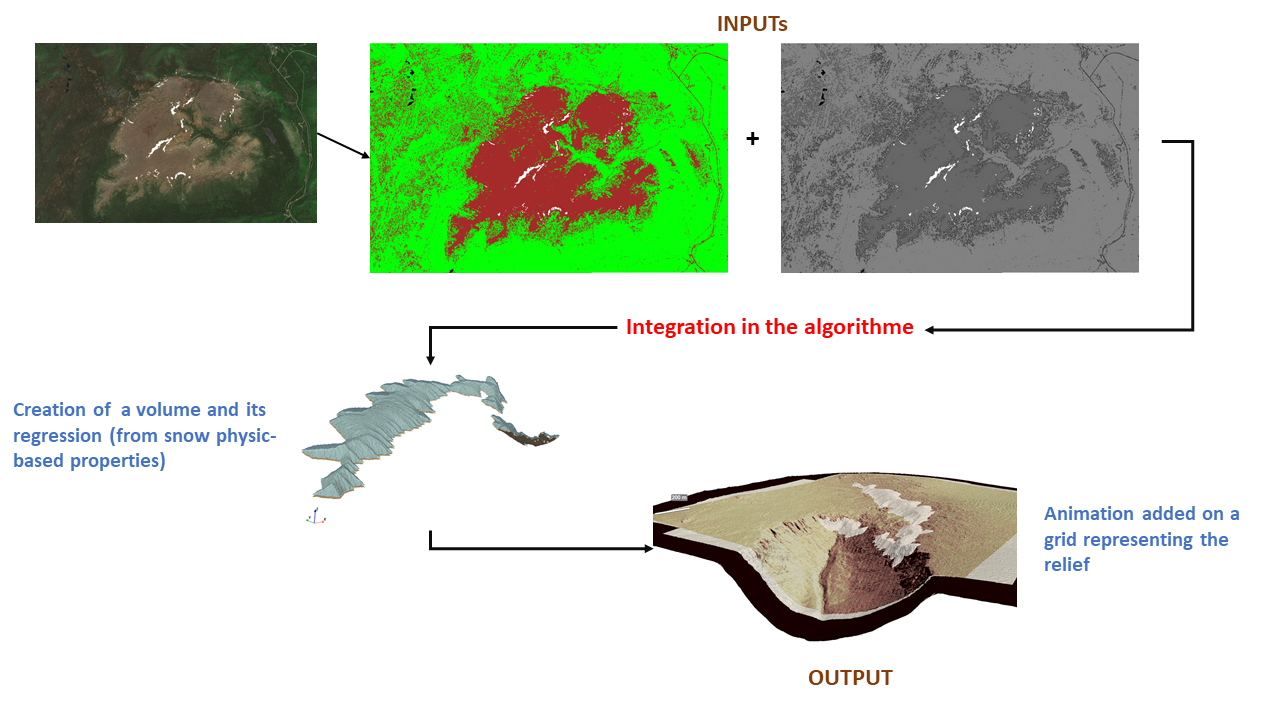 INPUTs
+
Integration in the algorithme
Creation of a volume and its
regression (from snow physic-
based properties)
200 m
Animation added on a
grid representing the
relief
OUTPUT